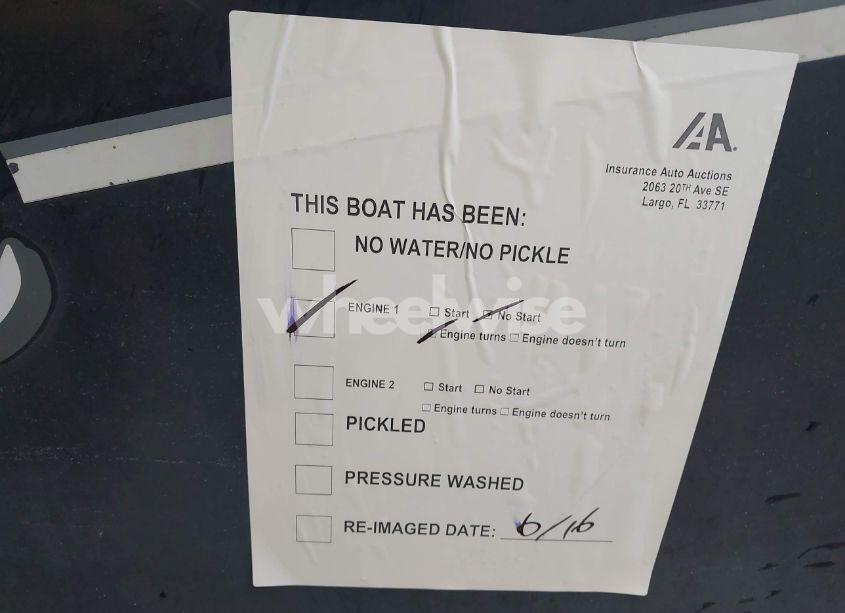 IAA.
Insurance Auto Auctions
2063 20TH Ave SE
Largo, FL 33771
THIS BOAT HAS BEEN:
NO WATER/NO PICKLE
ENGINE 1 Start No Start
Engine turns Engine doesn't turn
wheelwise
ENGINE 2 Start No Start
Engine turns Engine doesn't turn
PICKLED
PRESSURE WASHED
RE-IMAGED DATE: 6/16